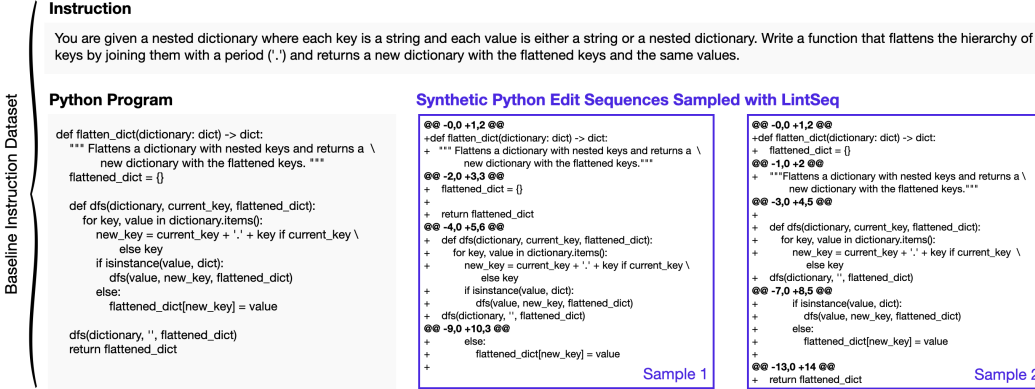 Baseline Instruction Dataset
Instruction
You are given a nested dictionary where each key is a string and each value is either a string or a nested dictionary. Write a function that flattens the hierarchy of
keys by joining them with a period ('.') and returns a new dictionary with the flattened keys and the same values.
Python Program
def flatten_dict(dictionary: dict) -> dict:
""" Flattens a dictionary with nested keys and returns a \
new dictionary with the flattened keys. """
flattened_dict = {}
def dfs(dictionary, current_key, flattened_dict):
for key, value in dictionary.items():
new_key = current_key + '.' + key if current_key \
else key
if isinstance(value, dict):
dfs(value, new_key, flattened_dict)
else:
flattened_dict[new_key] = value
dfs(dictionary, '', flattened_dict)
return flattened_dict
Synthetic Python Edit Sequences Sampled with LintSeq
@@ -0,0 +1,2 @@
+def flatten_dict(dictionary: dict) -> dict:
+ """ Flattens a dictionary with nested keys and returns a \
new dictionary with the flattened keys."""
@@ -2,0 +3,3 @@
+ flattened_dict = {}
+
+ return flattened_dict
@@ -4,0 +5,6 @@
+ def dfs(dictionary, current_key, flattened_dict):
+ for key, value in dictionary.items():
+ new_key = current_key + '.' + key if current_key \
else key
+ if isinstance(value, dict):
+ dfs(value, new_key, flattened_dict)
+ dfs(dictionary, '', flattened_dict)
@@ -9,0 +10,3 @@
+ else:
+ flattened_dict[new_key] = value
+
Sample 1
@@ -0,0 +1,2 @@
+def flatten_dict(dictionary: dict) -> dict:
+ flattened_dict = {}
@@ -1,0 +2 @@
+ """Flattens a dictionary with nested keys and returns a \
new dictionary with the flattened keys."""
@@ -3,0 +4,5 @@
+
+ def dfs(dictionary, current_key, flattened_dict):
+ for key, value in dictionary.items():
+ new_key = current_key + '.' + key if current_key \
else key
+ dfs(dictionary, '', flattened_dict)
@@ -7,0 +8,5 @@
+ if isinstance(value, dict):
+ dfs(value, new_key, flattened_dict)
+ else:
+ flattened_dict[new_key] = value
+
@@ -13,0 +14 @@
+ return flattened_dict
Sample